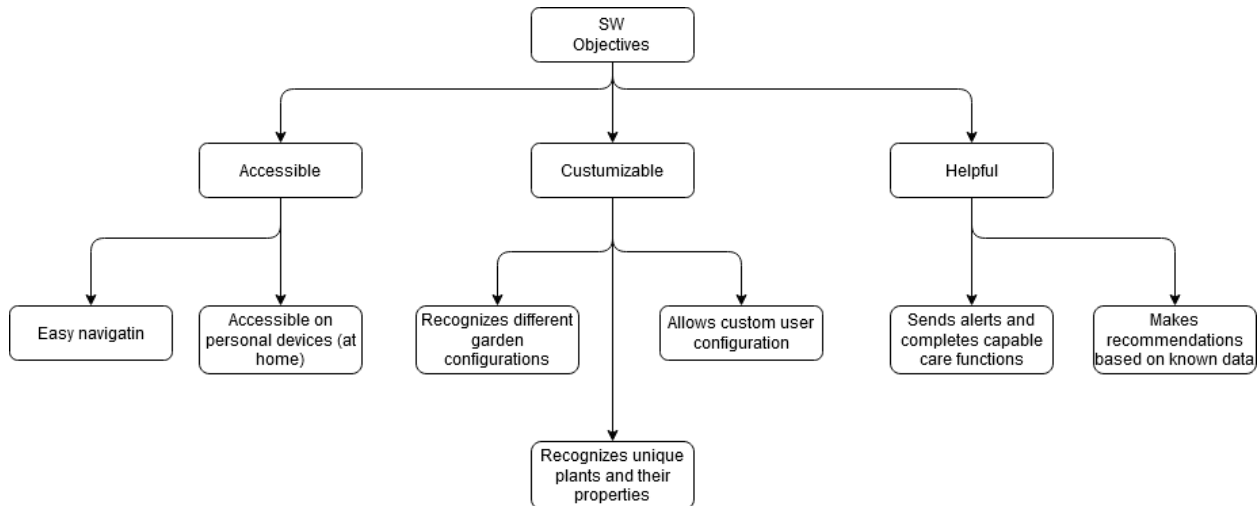 SW
Objectives
Accessible
Custumizable
Helpful
Easy navigatin
Accessible on
personal devices (at
home)
Recognizes different
garden
configurations
Allows custom user
configuration
Sends alerts and
completes capable
care functions
Makes
recommendations
based on known data
Recognizes unique
plants and their
properties